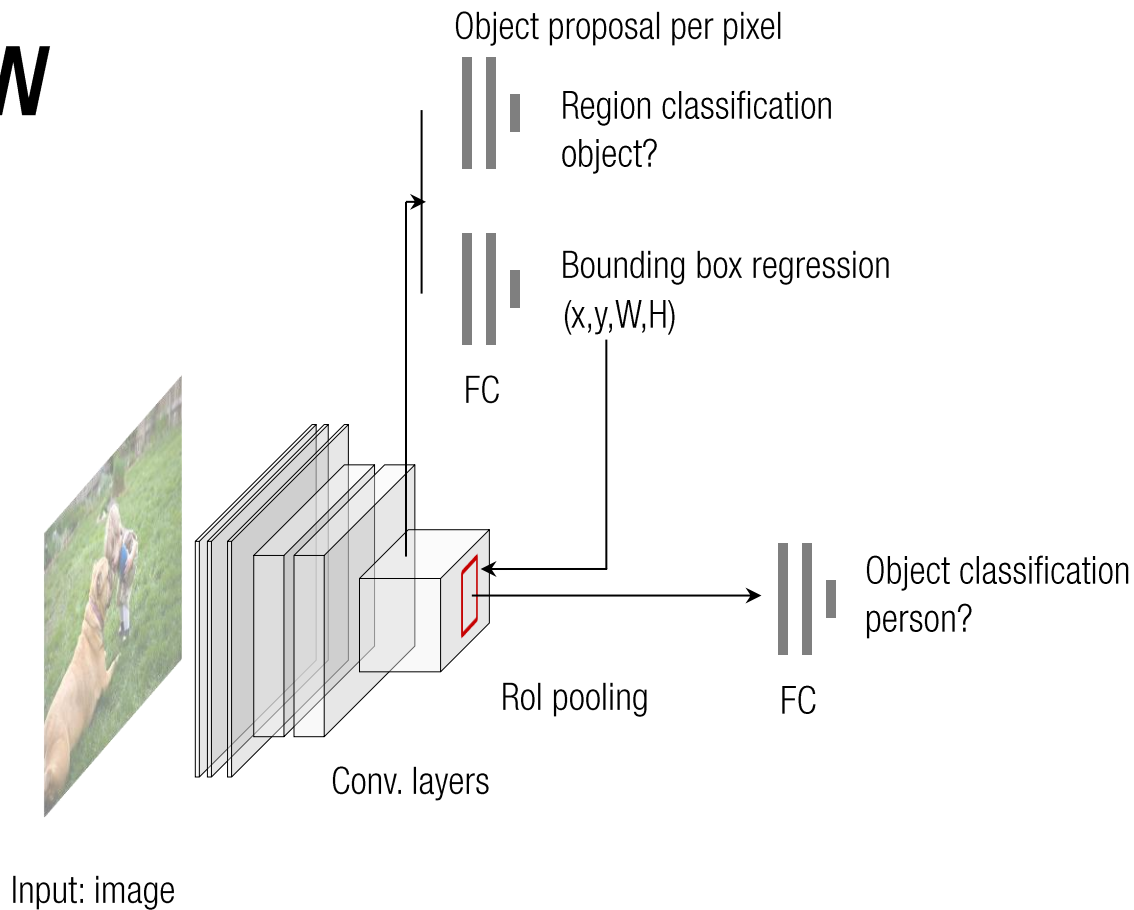 W
Object proposal per pixel
Region classification
object?
Bounding box regression
(x,y,W,H)
FC
Object classification
person?
RoI pooling
FC
Conv. layers
Input: image